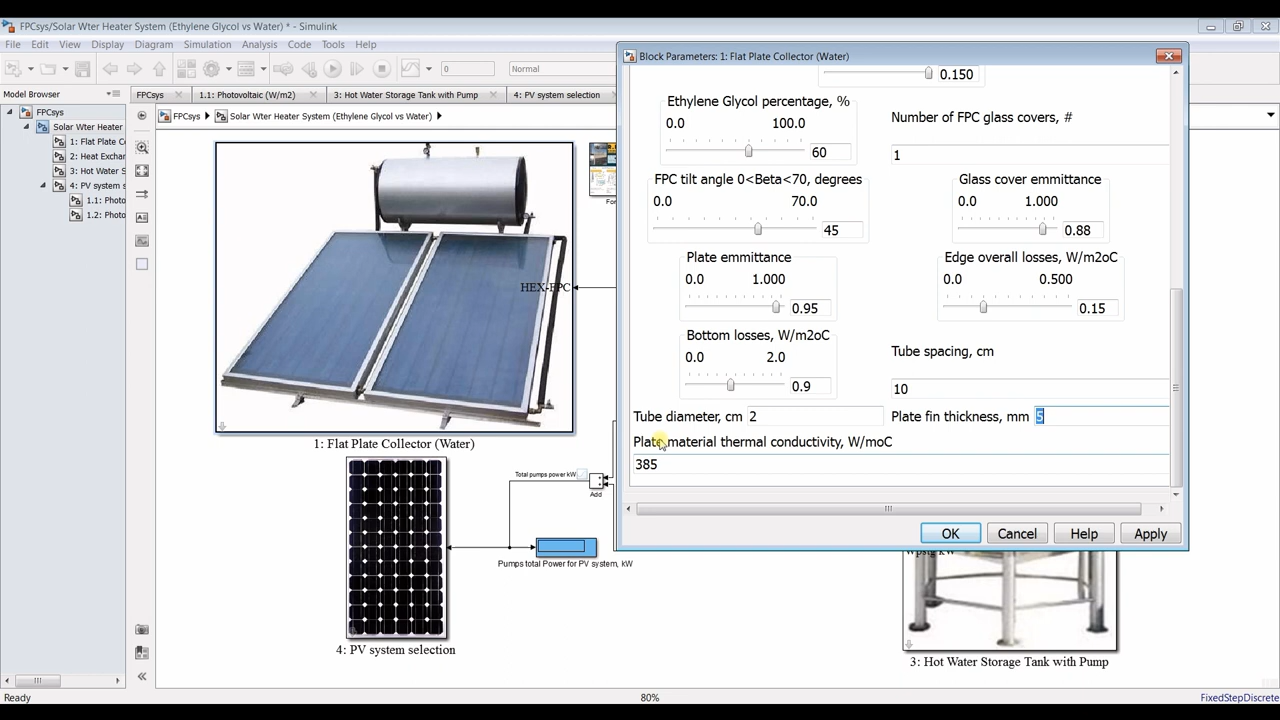 FPCsys/Solar Wter Heater System (Ethylene Glycol vs Water) * - Simulink
File Edit View Display Diagram Simulation Analysis Code Tools Help
0
Normal
Model Browser
FPCsys
1.1: Photovoltaic (W/m2)
3: Hot Water Storage Tank with Pump
4: PV system selection
FPCsys
Solar Wter Heater System (Ethylene Glycol vs Water)
FPCsys
Solar Wter Heater
1: Flat Plate C
2: Heat Exchan
3: Hot Water S
4: PV system s
1.1: Photo
1.2: Photo
HEX-FPC
1: Flat Plate Collector (Water)
Total pumps power kW
Add
Pumps total Power for PV system, kW
4: PV system selection
3: Hot Water Storage Tank with Pump
Block Parameters: 1: Flat Plate Collector (Water)
0.150
Ethylene Glycol percentage, %
0.0 100.0
60
Number of FPC glass covers, #
1
FPC tilt angle 0<Beta<70, degrees
0.0 70.0
45
Glass cover emmittance
0.0 1.000
0.88
Plate emmittance
0.0 1.000
0.95
Edge overall losses, W/m2oC
0.0 0.500
0.15
Bottom losses, W/m2oC
0.0 2.0
0.9
Tube spacing, cm
10
Tube diameter, cm 2
Plate fin thickness, mm 5
Plate material thermal conductivity, W/moC
385
OK Cancel Help Apply
Ready
80%
FixedStepDiscrete